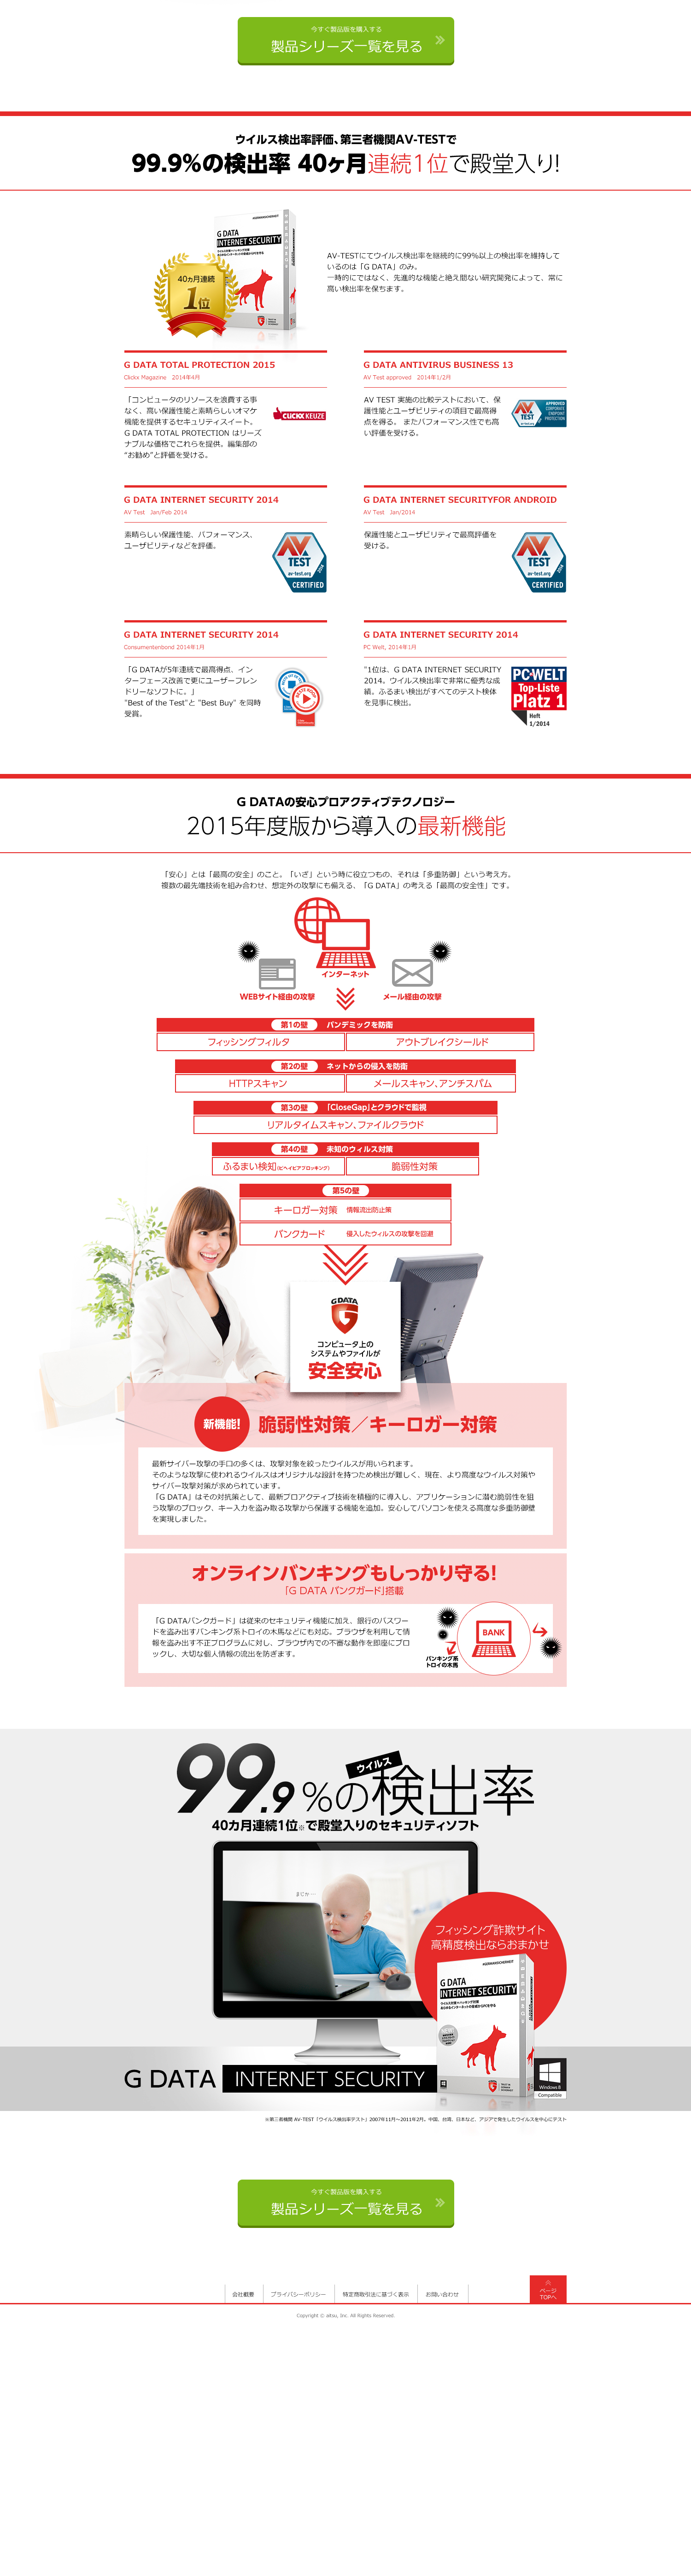 今すぐ製品版を購入する
製品シリーズ一覧を見る
ウイルス検出率評価、第三者機関AV-TESTで
99.9%の検出率 40ヶ月連続1位で殿堂入り!
G DATA
INTERNET SECURITY
40ヵ月連続
1位
AV-TESTにてウイルス検出率を継続的に99%以上の検出率を維持して
いるのは「G DATA」のみ。
一時的にではなく、先進的な機能と絶え間ない研究開発によって、常に
高い検出率を保ちます。
G DATA TOTAL PROTECTION 2015
Clickx Magazine 2014年4月
「コンピュータのリソースを浪費する事
なく、高い保護性能と素晴らしいオマケ
機能を提供するセキュリティスイート。
G DATA TOTAL PROTECTION はリーズ
ナブルな価格でこれらを提供。編集部の
"お勧め"と評価を受ける。
CLICKX KEUZE
G DATA ANTIVIRUS BUSINESS 13
AV Test approved 2014年1/2月
AV TEST 実施の比較テストにおいて、保
護性能とユーザビリティの項目で最高得
点を得る。 またパフォーマンス性でも高
い評価を受ける。
AV TEST
APPROVED
CORPORATE
ENDPOINT
PROTECTION
G DATA INTERNET SECURITY 2014
AV Test Jan/Feb 2014
素晴らしい保護性能、パフォーマンス、
ユーザビリティなどを評価。
AV
TEST
av-test.org
CERTIFIED
G DATA INTERNET SECURITYFOR ANDROID
AV Test Jan/2014
保護性能とユーザビリティで最高評価を
受ける。
AV
TEST
av-test.org
CERTIFIED
G DATA INTERNET SECURITY 2014
Consumentenbond 2014年1月
「G DATAが5年連続で最高得点、イン
ターフェース改善で更にユーザーフレン
ドリーなソフトに。」
"Best of the Test"と "Best Buy" を同時
受賞。
G DATA INTERNET SECURITY 2014
PC Welt, 2014年1月
"1位は、G DATA INTERNET SECURITY
2014。ウイルス検出率で非常に優秀な成
績。ふるまい検出がすべてのテスト検体
を見事に検出。
PC-WELT
Top-Liste
Platz 1
Heft
1/2014
G DATAの安心プロアクティブテクノロジー
2015年度版から導入の最新機能
「安心」とは「最高の安全」のこと。「いざ」という時に役立つもの、それは「多重防御」という考え方。
複数の最先端技術を組み合わせ、想定外の攻撃にも備える、「G DATA」の考える「最高の安全性」です。
インターネット
WEBサイト経由の攻撃
メール経由の攻撃
第1の壁 パンデミックを防衛
フィッシングフィルタ
アウトブレイクシールド
第2の壁 ネットからの侵入を防衛
HTTPスキャン
メールスキャン、アンチスパム
第3の壁 「CloseGap」とクラウドで監視
リアルタイムスキャン、ファイルクラウド
第4の壁 未知のウィルス対策
ふるまい検知(ビヘイビアブロッキング)
脆弱性対策
第5の壁
キーロガー対策 情報流出防止策
バンクカード 侵入したウィルスの攻撃を回避
G DATA
コンピュータ上の
システムやファイルが
安全安心
新機能!
脆弱性対策／キーロガー対策
最新サイバー攻撃の手口の多くは、攻撃対象を絞ったウイルスが用いられます。
そのような攻撃に使われるウイルスはオリジナルな設計を持つため検出が難しく、現在、より高度なウイルス対策や
サイバー攻撃対策が求められています。
「G DATA」はその対抗策として、最新プロアクティブ技術を積極的に導入し、アプリケーションに潜む脆弱性を狙
う攻撃のブロック、キー入力を盗み取る攻撃から保護する機能を追加。安心してパソコンを使える高度な多重防御壁
を実現しました。
オンラインバンキングもしっかり守る!
「G DATA バンクガード」搭載
「G DATAバンクガード」は従来のセキュリティ機能に加え、銀行のパスワー
ドを盗み出すバンキング系トロイの木馬などにも対応。ブラウザを利用して情
報を盗み出す不正プログラムに対し、ブラウザ内での不審な動作を即座にブロ
ックし、大切な個人情報の流出を防ぎます。
BANK
バンキング系
トロイの木馬
99.9%のウイルス検出率
40カ月連続1位※で殿堂入りのセキュリティソフト
まじか…
フィッシング詐欺サイト
高精度検出ならおまかせ
G DATA
INTERNET SECURITY
G DATA INTERNET SECURITY
Windows 8
Compatible
※第三者機関 AV-TEST「ウイルス検出率テスト」2007年11月～2011年2月。中国、台湾、日本など、アジアで発生したウイルスを中心にテスト
今すぐ製品版を購入する
製品シリーズ一覧を見る
会社概要
プライバシーポリシー
特定商取引法に基づく表示
お問い合わせ
ページ
TOPへ
Copyright © aitsu, Inc. All Rights Reserved.